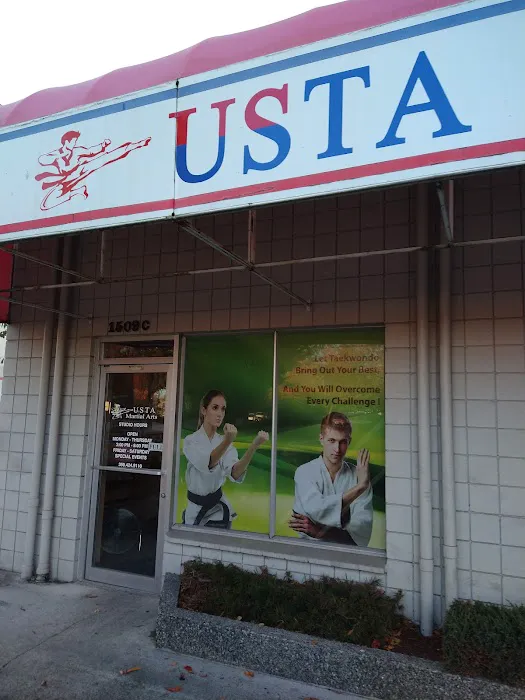 USTA
1509 C
Let Taekwondo
Bring Out Your Best.
And You Will Overcome
Every Challenge !
USTA
Martial Arts
STUDIO HOURS
OPEN
MONDAY - THURSDAY
FRIDAY - SATURDAY
SPECIAL EVENTS